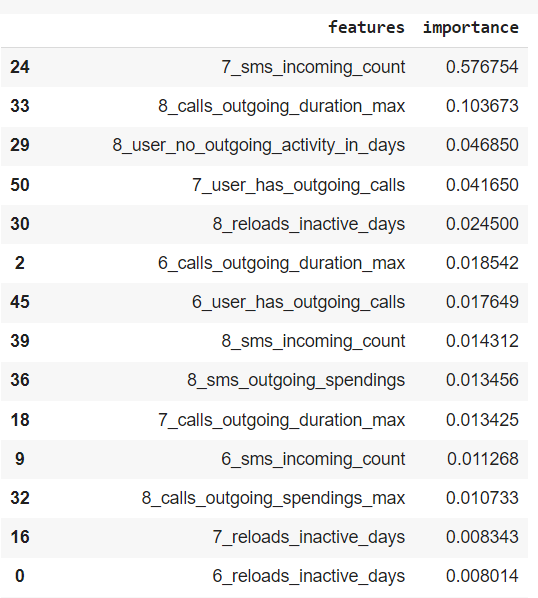 features importance
24 7_sms_incoming_count 0.576754
33 8_calls_outgoing_duration_max 0.103673
29 8_user_no_outgoing_activity_in_days 0.046850
50 7_user_has_outgoing_calls 0.041650
30 8_reloads_inactive_days 0.024500
2 6_calls_outgoing_duration_max 0.018542
45 6_user_has_outgoing_calls 0.017649
39 8_sms_incoming_count 0.014312
36 8_sms_outgoing_spendings 0.013456
18 7_calls_outgoing_duration_max 0.013425
9 6_sms_incoming_count 0.011268
32 8_calls_outgoing_spendings_max 0.010733
16 7_reloads_inactive_days 0.008343
0 6_reloads_inactive_days 0.008014